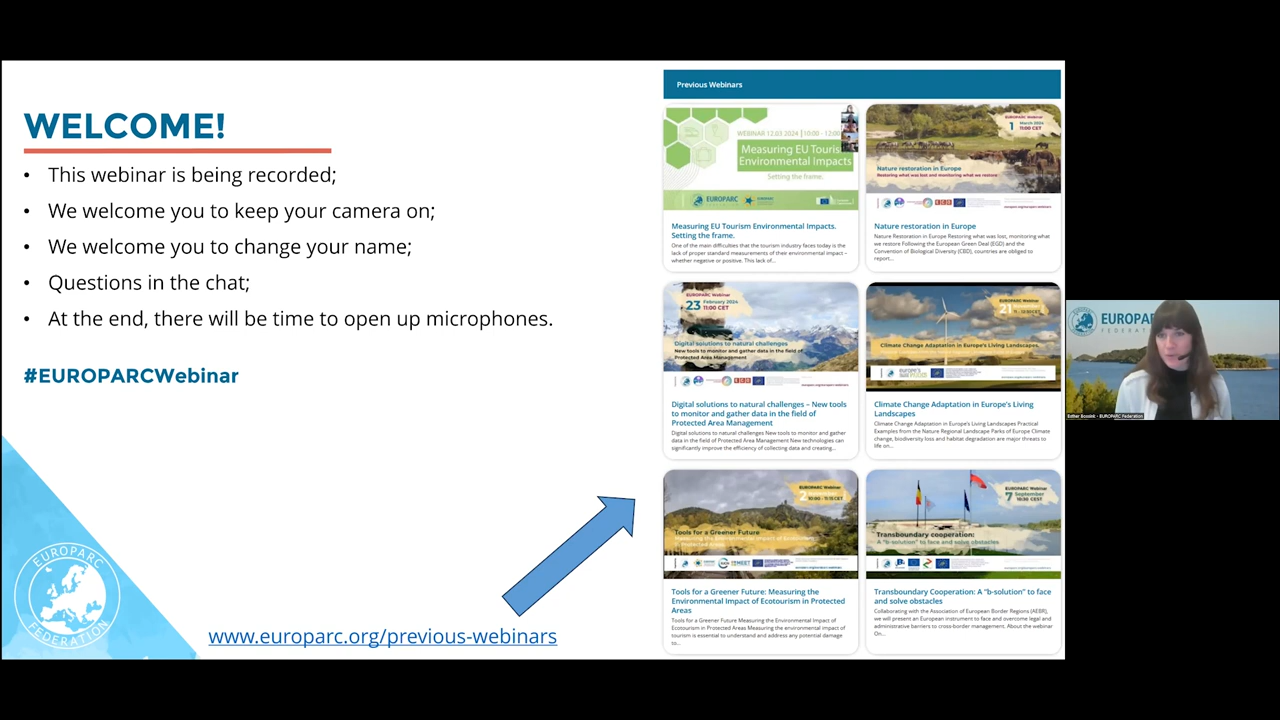 WELCOME!
• This webinar is being recorded;
• We welcome you to keep your camera on;
• We welcome you to change your name;
• Questions in the chat;
• At the end, there will be time to open up microphones.
#EUROPARCWebinar
EUROPARC
FEDERATION
www.europarc.org/previous-webinars
Previous Webinars
WEBINAR 12.03 2024 | 10:00 - 12:00
Measuring EU Touris
Environmental Impacts
Setting the frame.
EUROPARC
Measuring EU Tourism Environmental Impacts.
Setting the frame.
One of the main difficulties that the tourism industry faces today is the
lack of proper standard measurements of their environmental impact –
whether negative or positive. This lack of...
EUROPARC Webinar
1 March 2024
11:00 CET
Nature restoration in Europe
Restoring what was lost and monitoring what we restore
Nature restoration in Europe
Nature Restoration in Europe Restoring what was lost, monitoring what
we restore Following the European Green Deal (EGD) and the
Convention of Biological Diversity (CBD), countries are obliged to
report...
EUROPARC Webinar
23 February 2024
11:00 CET
Digital solutions to natural challenges
New tools to monitor and gather data in the field of
Protected Area Management
Digital solutions to natural challenges – New tools
to monitor and gather data in the field of
Protected Area Management
Digital solutions to natural challenges New tools to monitor and
gather data in the field of Protected Area Management New technologies can
significantly improve the efficiency of collecting data and creating...
EUROPARC Webinar
21
Climate Change Adaptation in Europe's Living Landscapes
Climate Change Adaptation in Europe's Living
Landscapes
Climate Change Adaptation in Europe's Living Landscapes Practical
Examples from the Nature Regional Landscape Parks of Europe Climate
change, biodiversity loss and habitat degradation are major threats to
life on...
EUROPARC Webinar
2
Tools for a Greener Future
Tools for a Greener Future: Measuring the
Environmental Impact of Ecotourism in Protected
Areas
Tools for a Greener Future Measuring the Environmental Impact of
Ecotourism in Protected Areas Measuring the environmental impact of
tourism is essential to understand and address any potential damage
to...
EUROPARC Webinar
7 September
10:30 CEST
Transboundary cooperation:
A "b-solution" to face and solve obstacles
Transboundary Cooperation: A "b-solution" to face
and solve obstacles
Collaborating with the Association of European Border Regions (AEBR),
we will present an European instrument to face and overcome legal and
administrative barriers to cross-border management. About the webinar
On...
EUROP
Esther Bossink - EUROPARC Federation